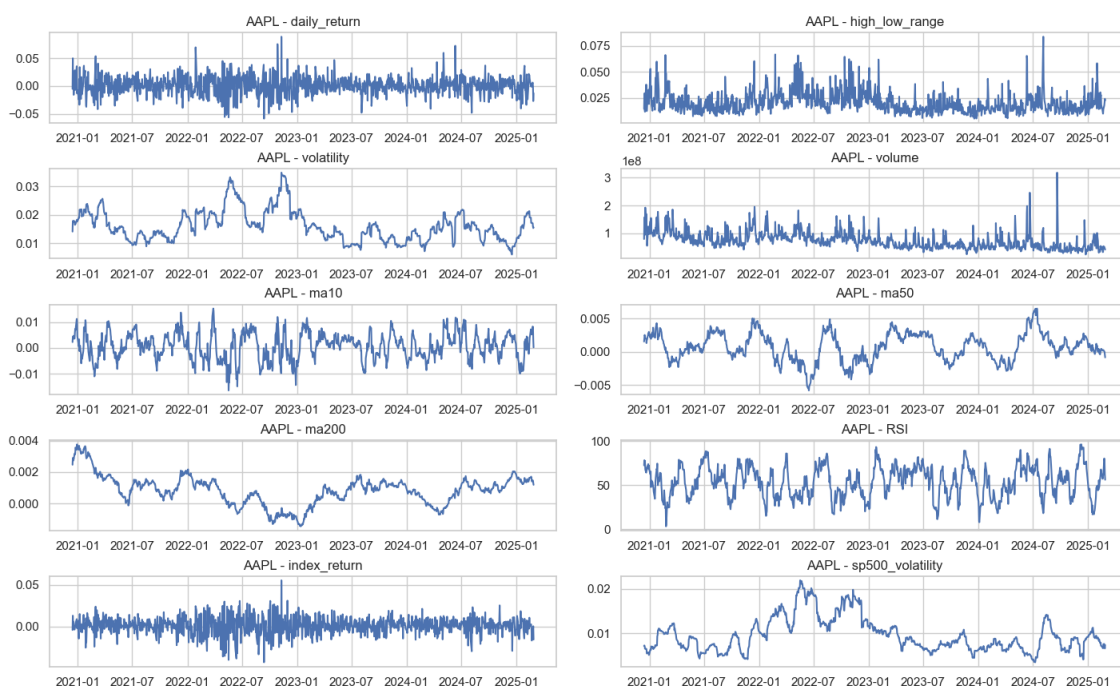 AAPL - daily_return
0.05
0.00
−0.05
2021-01 2021-07 2022-01 2022-07 2023-01 2023-07 2024-01 2024-07 2025-01
AAPL - high_low_range
0.075
0.050
0.025
2021-01 2021-07 2022-01 2022-07 2023-01 2023-07 2024-01 2024-07 2025-01
AAPL - volatility
0.03
0.02
0.01
2021-01 2021-07 2022-01 2022-07 2023-01 2023-07 2024-01 2024-07 2025-01
1e8
AAPL - volume
3
2
1
2021-01 2021-07 2022-01 2022-07 2023-01 2023-07 2024-01 2024-07 2025-01
AAPL - ma10
0.01
0.00
−0.01
2021-01 2021-07 2022-01 2022-07 2023-01 2023-07 2024-01 2024-07 2025-01
AAPL - ma50
0.005
0.000
−0.005
2021-01 2021-07 2022-01 2022-07 2023-01 2023-07 2024-01 2024-07 2025-01
AAPL - ma200
0.004
0.002
0.000
2021-01 2021-07 2022-01 2022-07 2023-01 2023-07 2024-01 2024-07 2025-01
AAPL - RSI
100
50
0
2021-01 2021-07 2022-01 2022-07 2023-01 2023-07 2024-01 2024-07 2025-01
AAPL - index_return
0.05
0.00
2021-01 2021-07 2022-01 2022-07 2023-01 2023-07 2024-01 2024-07 2025-01
AAPL - sp500_volatility
0.02
0.01
2021-01 2021-07 2022-01 2022-07 2023-01 2023-07 2024-01 2024-07 2025-01